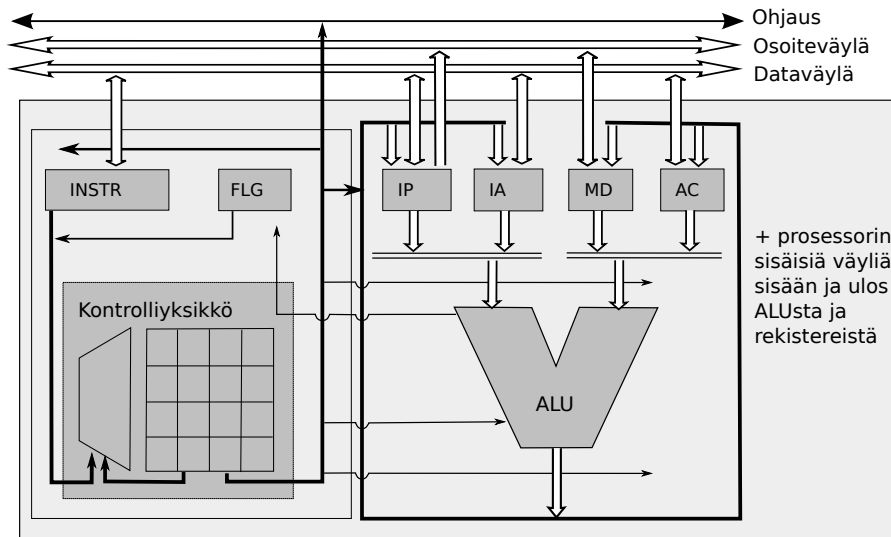 Ohjaus
Osoiteväylä
Dataväylä
INSTR
FLG
IP
IA
MD
AC
+ prosessorin
sisäisiä väyliä
sisään ja ulos
ALUsta ja
rekistereistä
Kontrolliyksikkö
ALU